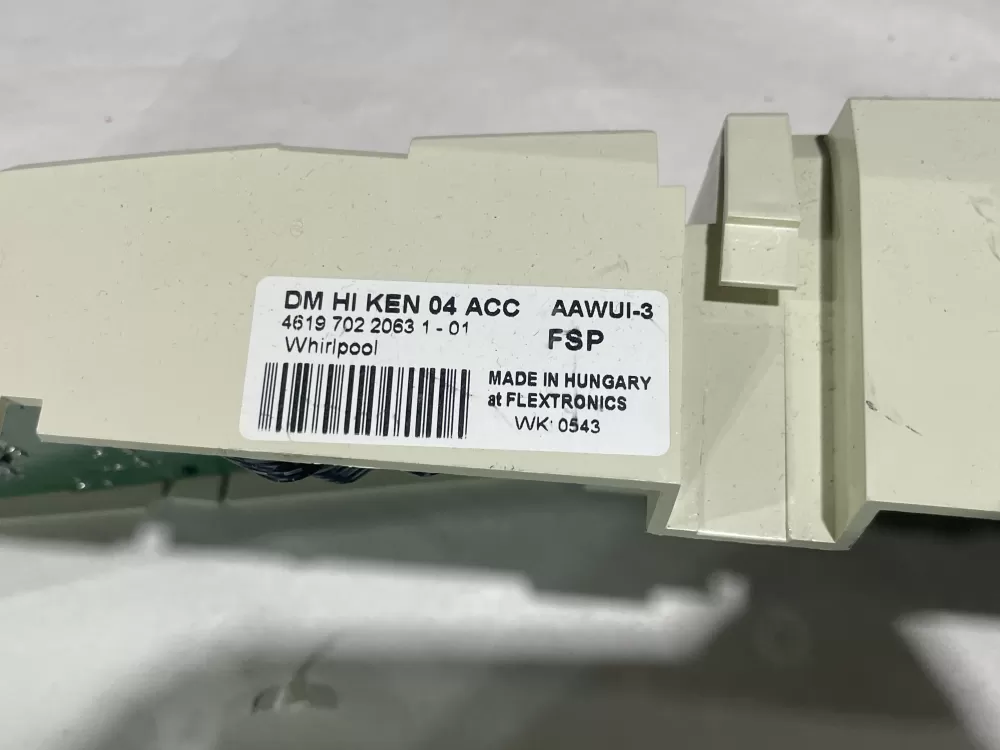 DM HI KEN 04 ACC AAWUI-3
4619 702 2063 1 - 01 FSP
Whirlpool
MADE IN HUNGARY
at FLEXTRONICS
WK: 0543